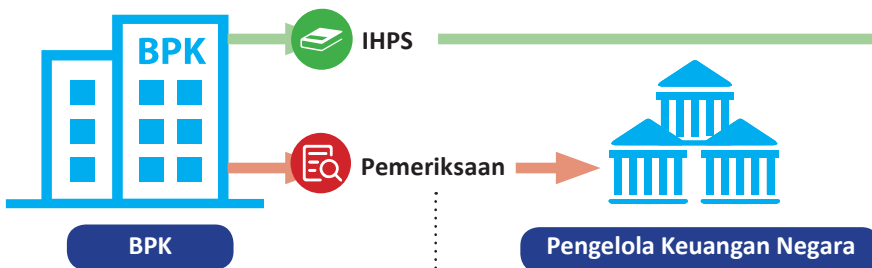 BPK
IHPS
Pemeriksaan
BPK
Pengelola Keuangan Negara